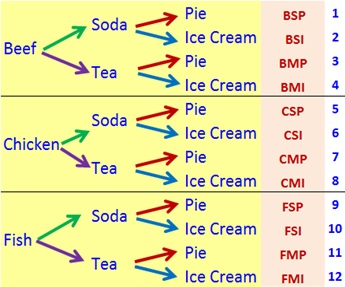 Pie BSP 1
Soda
Ice Cream BSI 2
Beef
Pie BMP 3
Tea
Ice Cream BMI 4
Pie CSP 5
Soda
Ice Cream CSI 6
Chicken
Pie CMP 7
Tea
Ice Cream CMI 8
Pie FSP 9
Soda
Ice Cream FSI 10
Fish
Pie FMP 11
Tea
Ice Cream FMI 12